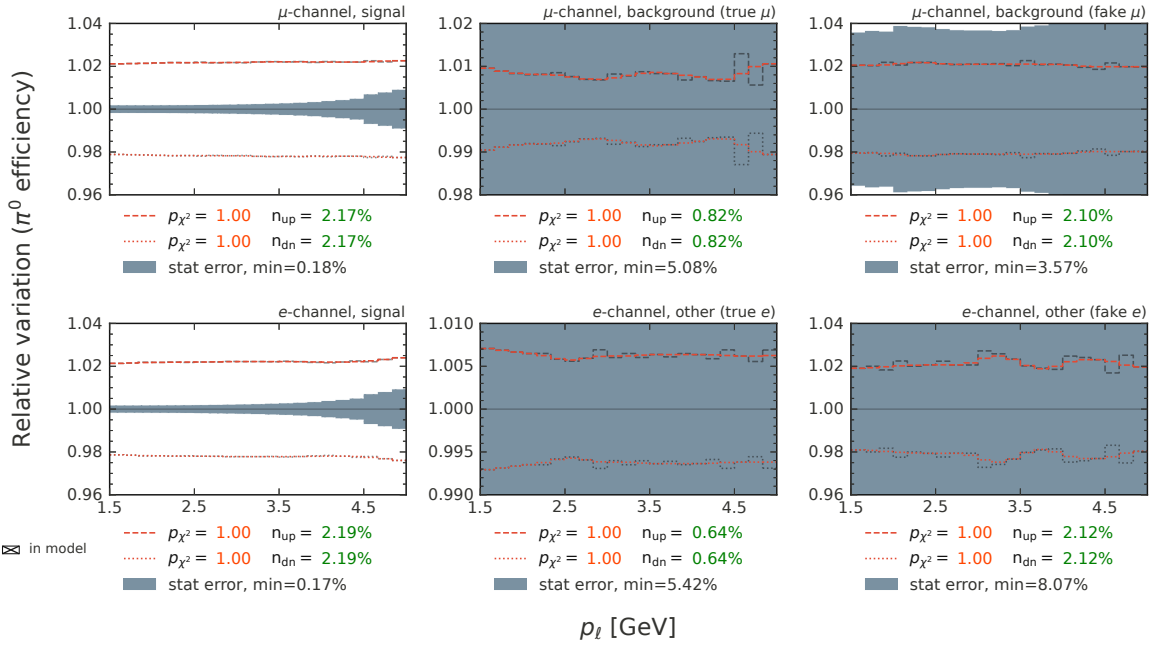 Relative variation (π⁰ efficiency)
μ-channel, signal
1.04
1.02
1.00
0.98
0.96
p_χ² = 1.00 n_up = 2.17%
p_χ² = 1.00 n_dn = 2.17%
stat error, min=0.18%
μ-channel, background (true μ)
1.02
1.01
1.00
0.99
0.98
p_χ² = 1.00 n_up = 0.82%
p_χ² = 1.00 n_dn = 0.82%
stat error, min=5.08%
μ-channel, background (fake μ)
1.04
1.02
1.00
0.98
0.96
p_χ² = 1.00 n_up = 2.10%
p_χ² = 1.00 n_dn = 2.10%
stat error, min=3.57%
e-channel, signal
1.04
1.02
1.00
0.98
0.96
1.5 2.5 3.5 4.5
p_χ² = 1.00 n_up = 2.19%
p_χ² = 1.00 n_dn = 2.19%
stat error, min=0.17%
e-channel, other (true e)
1.010
1.005
1.000
0.995
0.990
1.5 2.5 3.5 4.5
p_χ² = 1.00 n_up = 0.64%
p_χ² = 1.00 n_dn = 0.64%
stat error, min=5.42%
e-channel, other (fake e)
1.04
1.02
1.00
0.98
0.96
1.5 2.5 3.5 4.5
p_χ² = 1.00 n_up = 2.12%
p_χ² = 1.00 n_dn = 2.12%
stat error, min=8.07%
in model
p_ℓ [GeV]